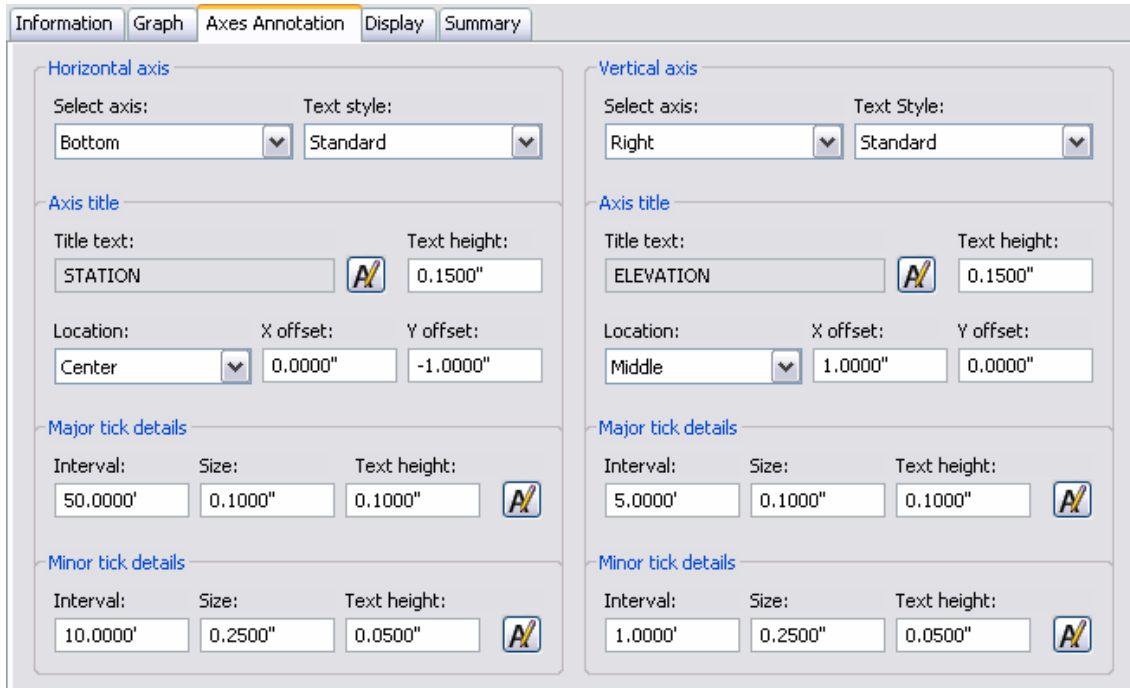 Information Graph Axes Annotation Display Summary
Horizontal axis
Select axis: Text style:
Bottom Standard
Axis title
Title text: Text height:
STATION A 0.1500"
Location: X offset: Y offset:
Center 0.0000" -1.0000"
Major tick details
Interval: Size: Text height:
50.0000' 0.1000" 0.1000" A
Minor tick details
Interval: Size: Text height:
10.0000' 0.2500" 0.0500" A
Vertical axis
Select axis: Text Style:
Right Standard
Axis title
Title text: Text height:
ELEVATION A 0.1500"
Location: X offset: Y offset:
Middle 1.0000" 0.0000"
Major tick details
Interval: Size: Text height:
5.0000' 0.1000" 0.1000" A
Minor tick details
Interval: Size: Text height:
1.0000' 0.2500" 0.0500" A